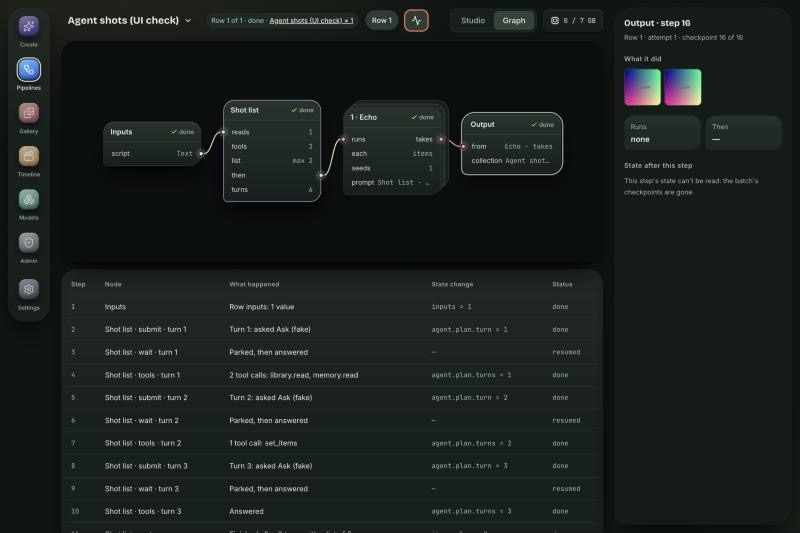 Create
Pipelines
Gallery
Timeline
Models
Admin
Settings
Agent shots (UI check)
Row 1 of 1 · done · Agent shots (UI check) × 1
Row 1
Studio
Graph
0 / 7 GB
Inputs
done
script
Text
Shot list
done
reads
1
tools
2
list
max 2
then
turns
6
1 · Echo
done
runs
takes
each
items
seeds
1
prompt
Shot list · …
Output
done
from
Echo · takes
collection
Agent shot…
Step Node What happened State change Status
1 Inputs Row inputs: 1 value inputs = 1 done
2 Shot list · submit · turn 1 Turn 1: asked Ask (fake) agent.plan.turn = 1 done
3 Shot list · wait · turn 1 Parked, then answered — resumed
4 Shot list · tools · turn 1 2 tool calls: library.read, memory.read agent.plan.turns = 1 done
5 Shot list · submit · turn 2 Turn 2: asked Ask (fake) agent.plan.turn = 2 done
6 Shot list · wait · turn 2 Parked, then answered — resumed
7 Shot list · tools · turn 2 1 tool call: set_items agent.plan.turns = 2 done
8 Shot list · submit · turn 3 Turn 3: asked Ask (fake) agent.plan.turn = 3 done
9 Shot list · wait · turn 3 Parked, then answered — resumed
10 Shot list · tools · turn 3 Answered agent.plan.turns = 3 done
Output · step 16
Row 1 · attempt 1 · checkpoint 16 of 16
What it did
Runs
none
Then
—
State after this step
This step's state can't be read: the batch's
checkpoints are gone.